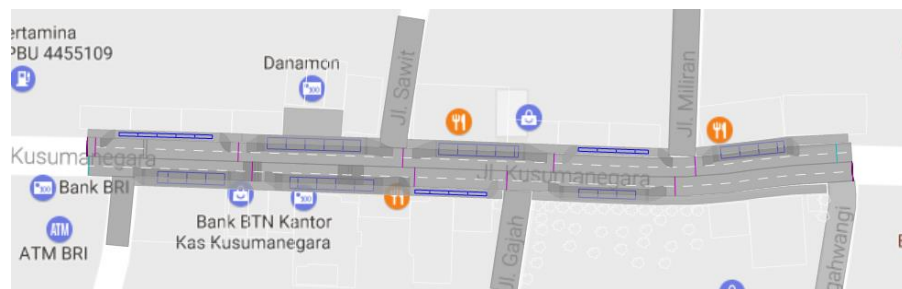 ertamina
PBU 4455109
Danamon
Jl. Sawit
Jl. Miliran
Kusumanegara
Jl. Kusumanegara
Bank BRI
ATM
ATM BRI
Bank BTN Kantor
Kas Kusumanegara
Jl. Gajah
gahwangi